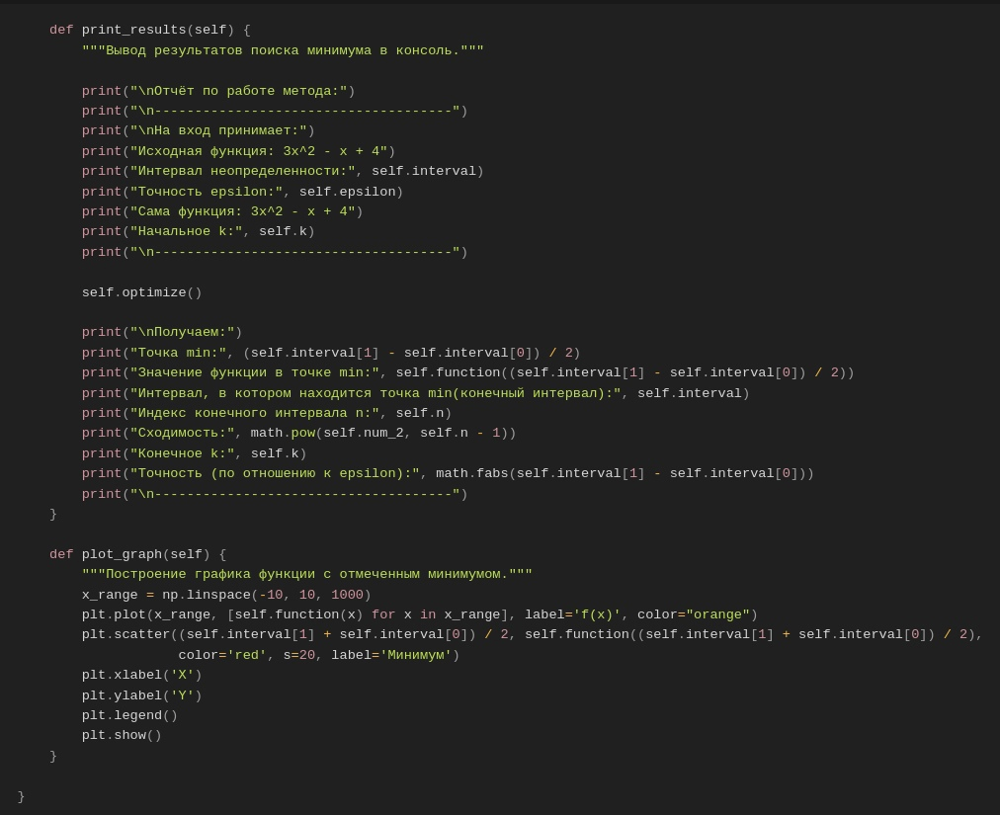 def print_results(self) {
"""Вывод результатов поиска минимума в консоль."""
print("\nОтчёт по работе метода:")
print("\n-------------------------------------")
print("\nНа вход принимает:")
print("Исходная функция: 3x^2 - x + 4")
print("Интервал неопределенности:", self.interval)
print("Точность epsilon:", self.epsilon)
print("Сама функция: 3x^2 - x + 4")
print("Начальное k:", self.k)
print("\n-------------------------------------")
self.optimize()
print("\nПолучаем:")
print("Точка min:", (self.interval[1] - self.interval[0]) / 2)
print("Значение функции в точке min:", self.function((self.interval[1] - self.interval[0]) / 2))
print("Интервал, в котором находится точка min(конечный интервал):", self.interval)
print("Индекс конечного интервала n:", self.n)
print("Сходимость:", math.pow(self.num_2, self.n - 1))
print("Конечное k:", self.k)
print("Точность (по отношению к epsilon):", math.fabs(self.interval[1] - self.interval[0]))
print("\n-------------------------------------")
}
def plot_graph(self) {
"""Построение графика функции с отмеченным минимумом."""
x_range = np.linspace(-10, 10, 1000)
plt.plot(x_range, [self.function(x) for x in x_range], label='f(x)', color="orange")
plt.scatter((self.interval[1] + self.interval[0]) / 2, self.function((self.interval[1] + self.interval[0]) / 2),
color='red', s=20, label='Минимум')
plt.xlabel('X')
plt.ylabel('Y')
plt.legend()
plt.show()
}
}